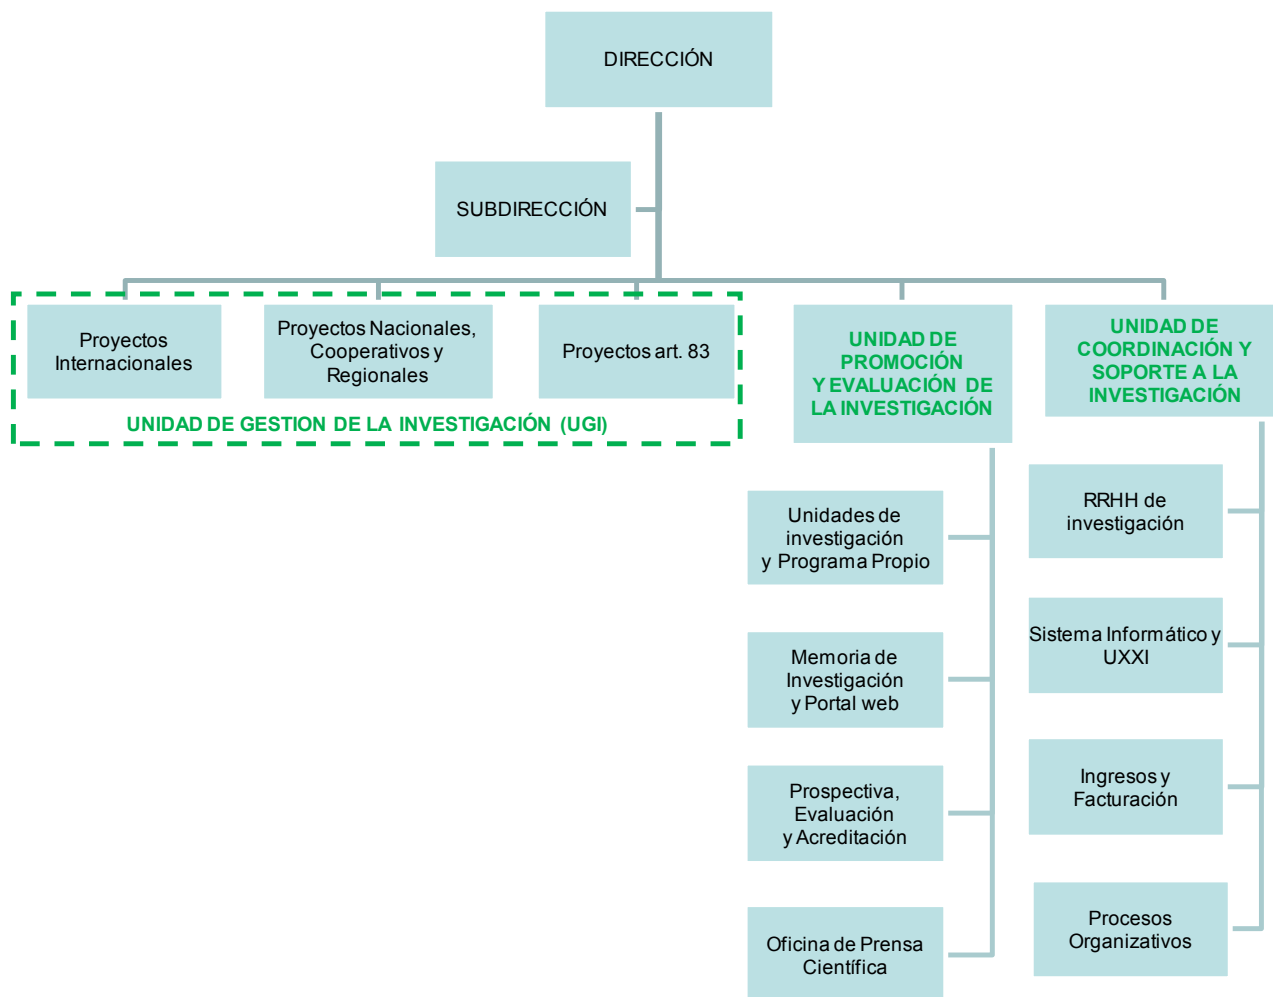 DIRECCIÓN
SUBDIRECCIÓN
Proyectos
Internacionales
Proyectos Nacionales,
Cooperativos y
Regionales
Proyectos art. 83
UNIDAD DE GESTION DE LA INVESTIGACIÓN (UGI)
UNIDAD DE
PROMOCIÓN
Y EVALUACIÓN DE
LA INVESTIGACIÓN
UNIDAD DE
COORDINACIÓN Y
SOPORTE A LA
INVESTIGACIÓN
Unidades de
investigación
y Programa Propio
Memoria de
Investigación
y Portal web
Prospectiva,
Evaluación
y Acreditación
Oficina de Prensa
Científica
RRHH de
investigación
Sistema Informático y
UXXI
Ingresos y
Facturación
Procesos
Organizativos